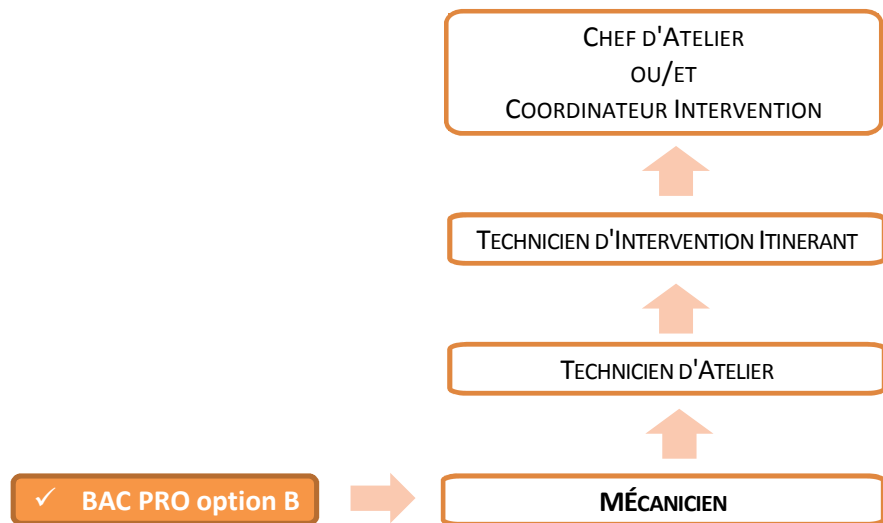 CHEF D'ATELIER
OU/ET
COORDINATEUR INTERVENTION
TECHNICIEN D'INTERVENTION ITINERANT
TECHNICIEN D'ATELIER
✓ BAC PRO option B
MÉCANICIEN